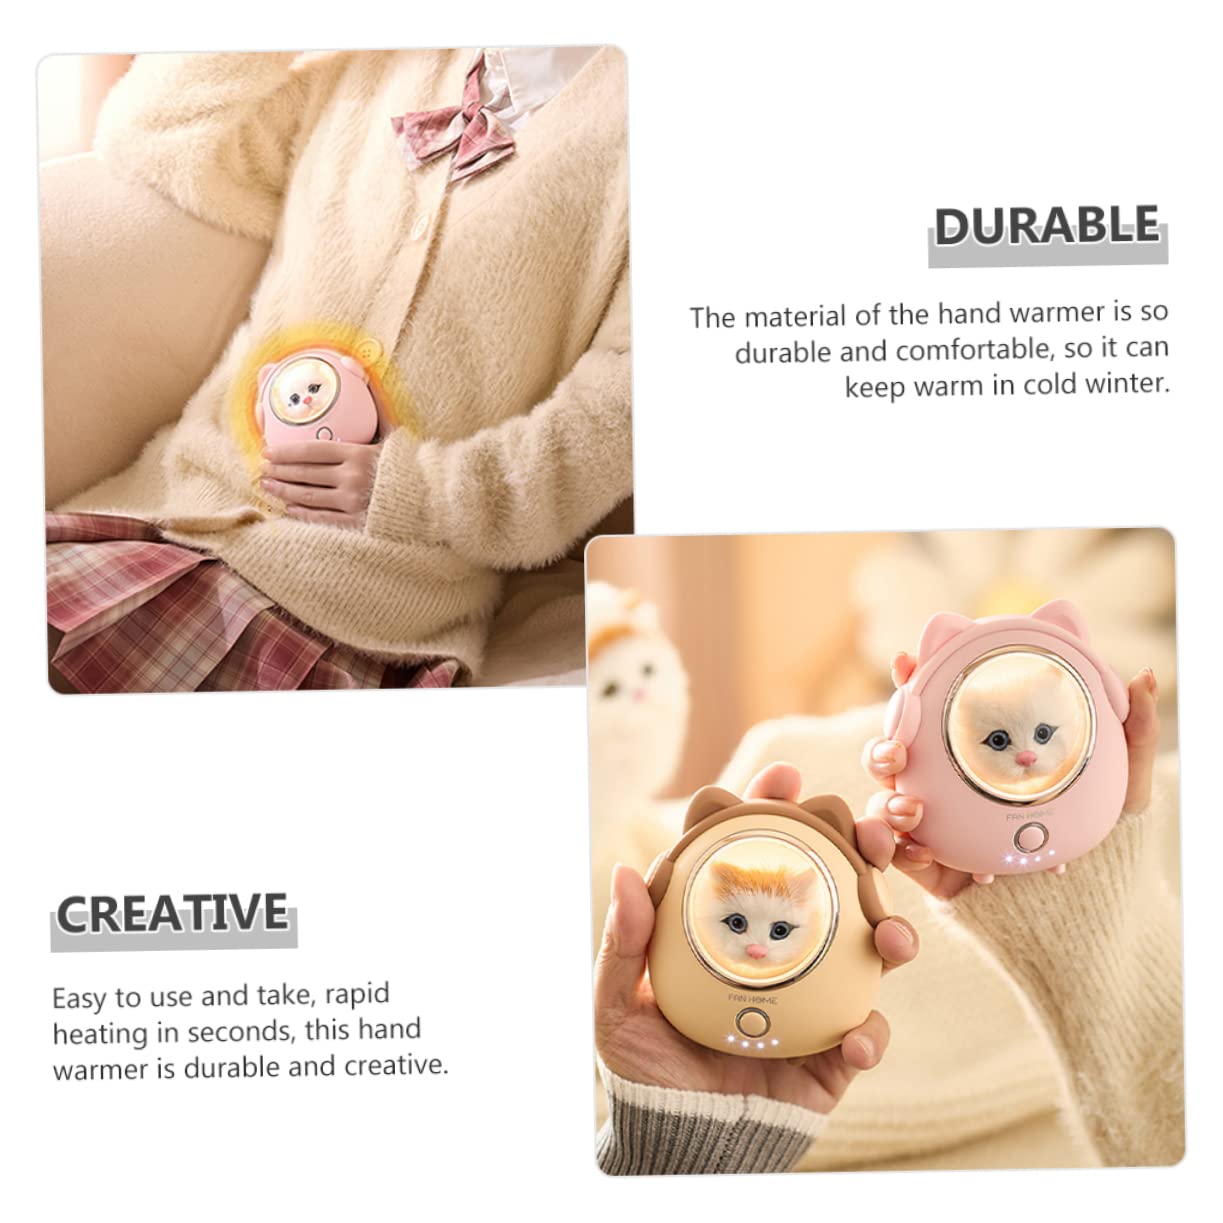 DURABLE
The material of the hand warmer is so
durable and comfortable, so it can
keep warm in cold winter.
FAN HOME
FAN HOME
CREATIVE
Easy to use and take, rapid
heating in seconds, this hand
warmer is durable and creative.